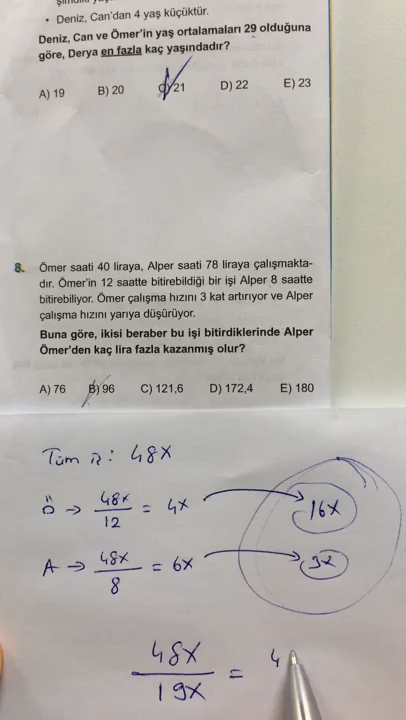 • Deniz, Can'dan 4 yaş küçüktür.
Deniz, Can ve Ömer'in yaş ortalamaları 29 olduğuna
göre, Derya en fazla kaç yaşındadır?
A) 19 B) 20 C) 21 D) 22 E) 23
8. Ömer saati 40 liraya, Alper saati 78 liraya çalışmakta-
dır. Ömer'in 12 saatte bitirebildiği bir işi Alper 8 saatte
bitirebiliyor. Ömer çalışma hızını 3 kat artırıyor ve Alper
çalışma hızını yarıya düşürüyor.
Buna göre, ikisi beraber bu işi bitirdiklerinde Alper
Ömer'den kaç lira fazla kazanmış olur?
A) 76 B) 96 C) 121,6 D) 172,4 E) 180
Tüm iş: 48x
Ö → 48x/12 = 4x 16x
A → 48x/8 = 6x 3x
48x/19x = 4